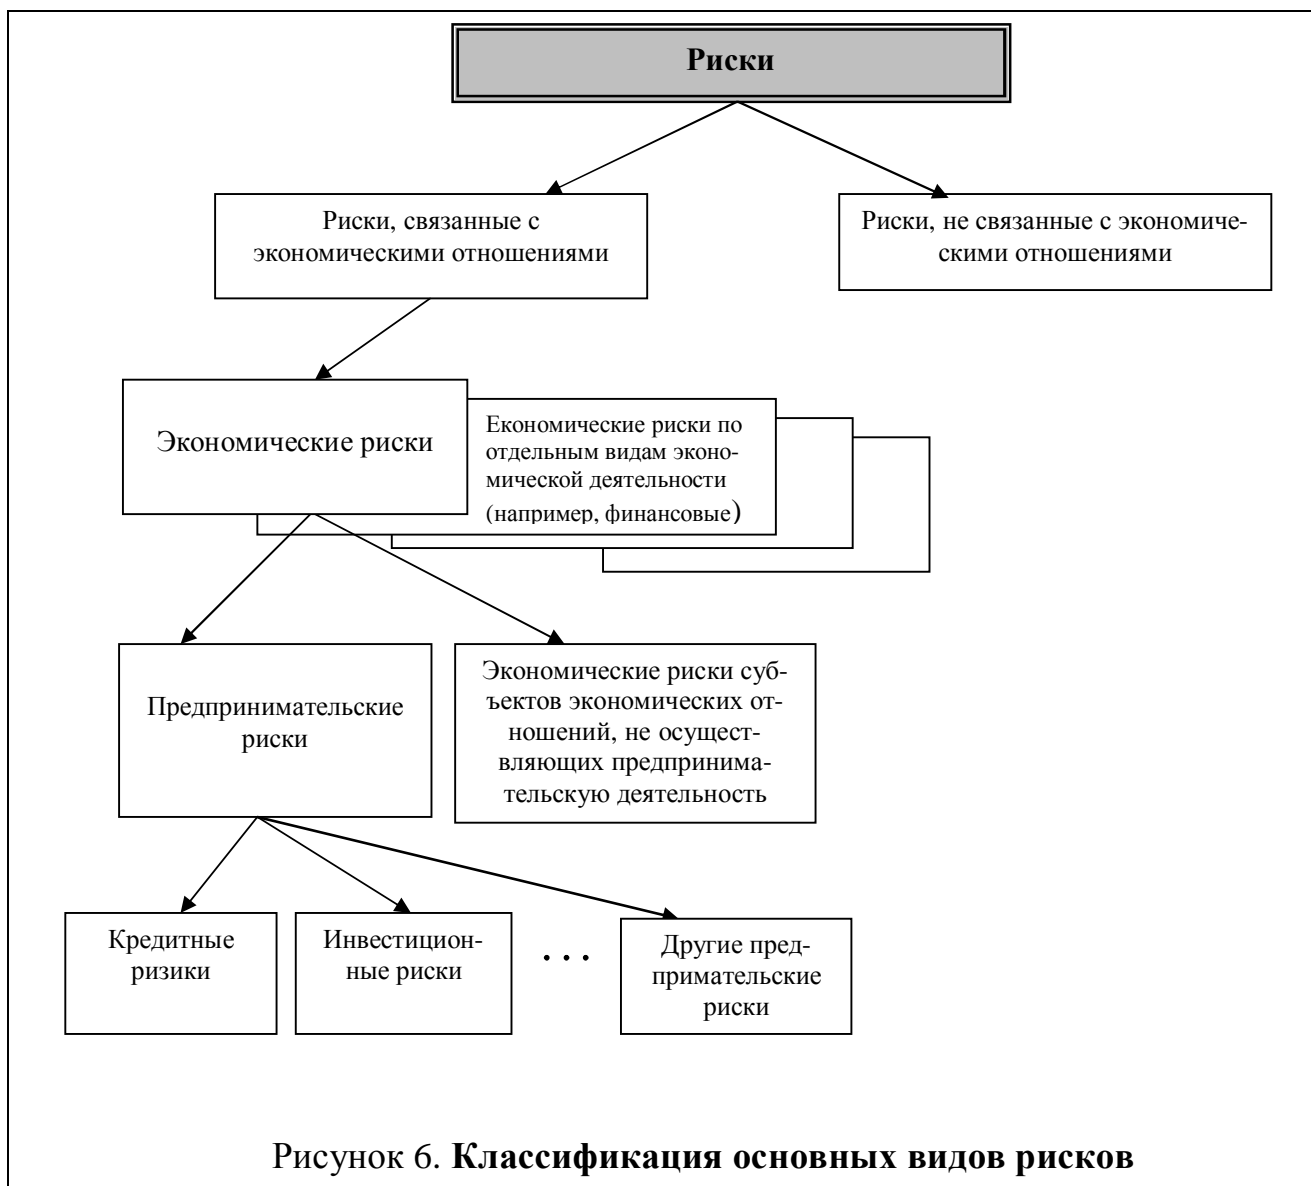 Риски
Риски, связанные с
экономическими отношениями
Риски, не связанные с экономиче-
скими отношениями
Экономические риски
Економические риски по
отдельным видам эконо-
мической деятельности
(например, финансовые)
Предпринимательские
риски
Экономические риски суб-
ъектов экономических от-
ношений, не осущест-
вляющих предпринима-
тельскую деятельность
Кредитные
ризики
Инвестицион-
ные риски
...
Другие пред-
примательские
риски
Рисунок 6. Классификация основных видов рисков